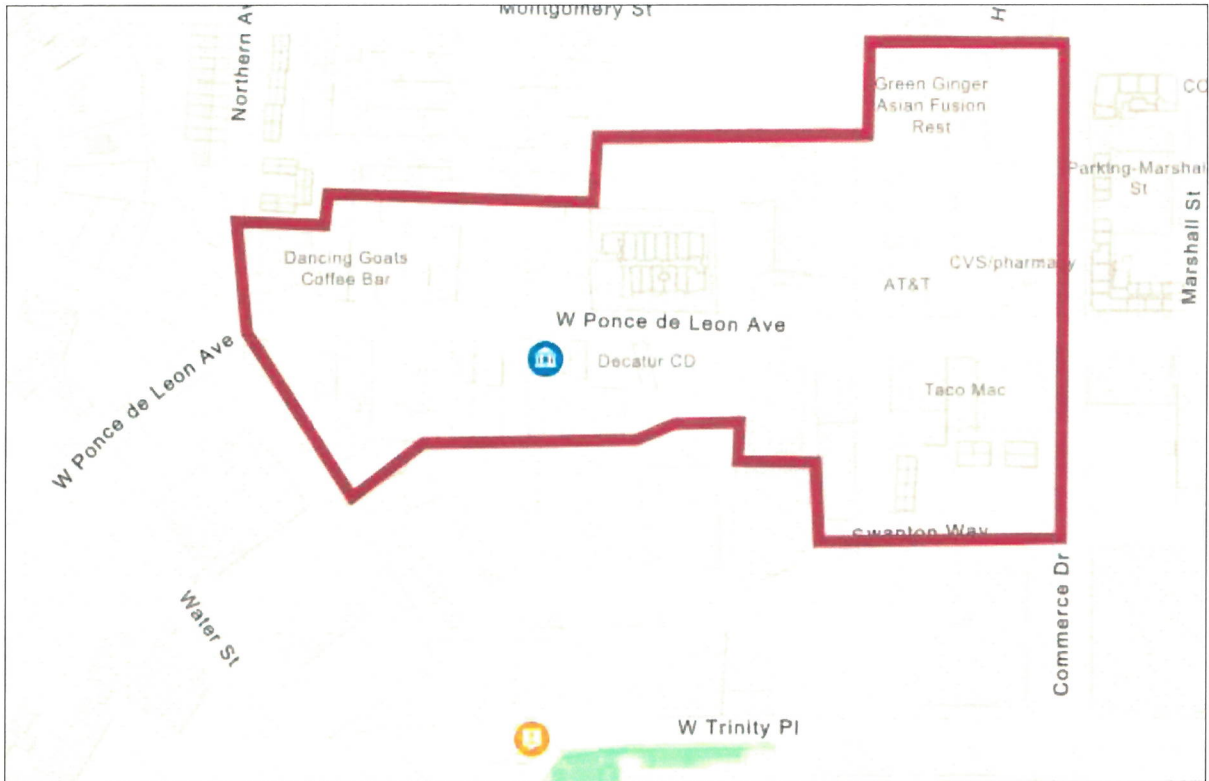 Montgomery St
H
Northern Av
Green Ginger
Asian Fusion
Rest
CO
Parking-Marshal
St
Marshall St
Dancing Goats
Coffee Bar
CVS/pharmacy
AT&T
W Ponce de Leon Ave
Decatur CD
W Ponce de Leon Ave
Taco Mac
Swanton Way
Commerce Dr
Water St
W Trinity Pl